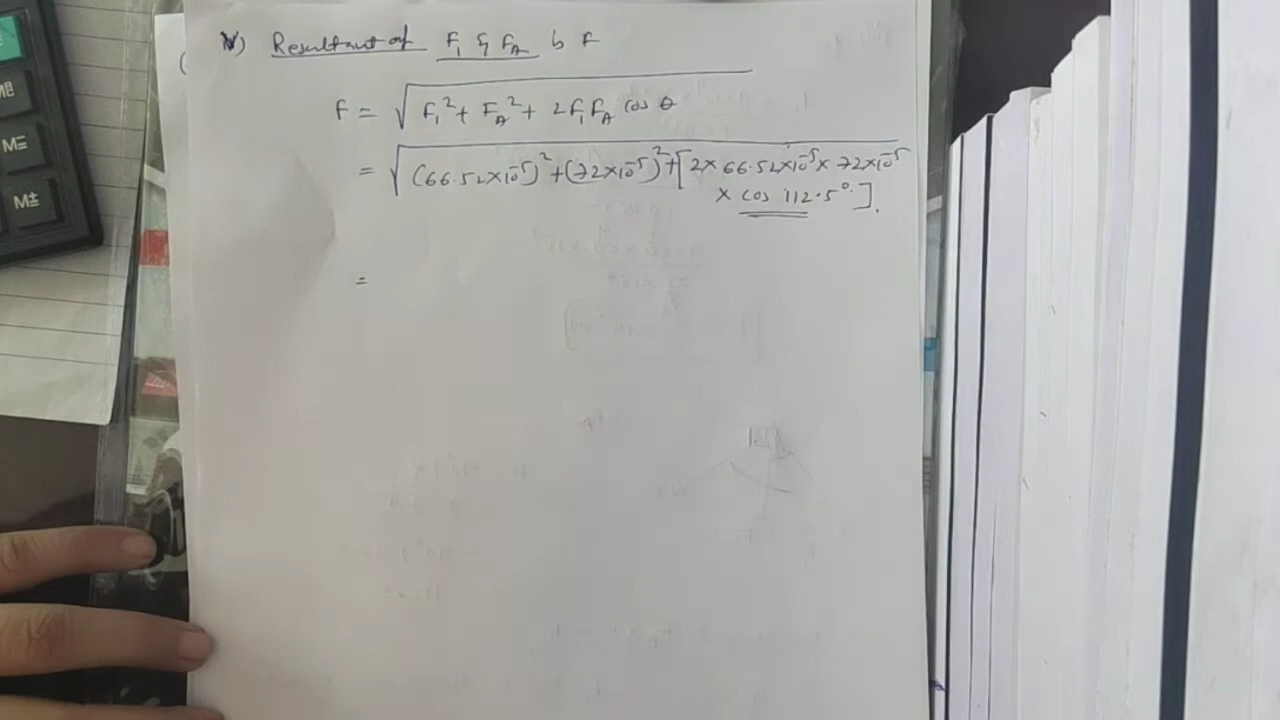 V) Resultant of F₁ & F_A is F
F = √(F₁² + F_A² + 2F₁F_A cos θ
= √((66.52×10⁻⁵)² + (72×10⁻⁵)² + [2× 66.52×10⁻⁵× 72×10⁻⁵
× cos 112.5°].
=
M=
M±